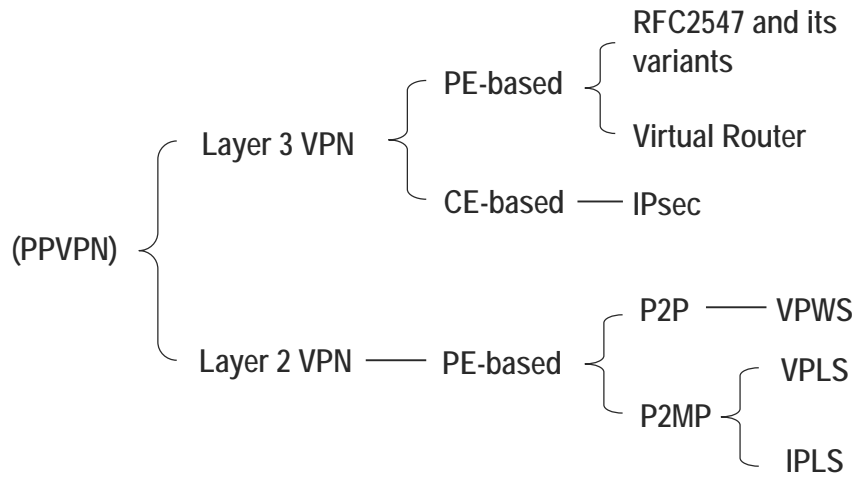 RFC2547 and its
variants
PE-based
Virtual Router
Layer 3 VPN
CE-based
IPsec
(PPVPN)
P2P
VPWS
Layer 2 VPN
PE-based
VPLS
P2MP
IPLS